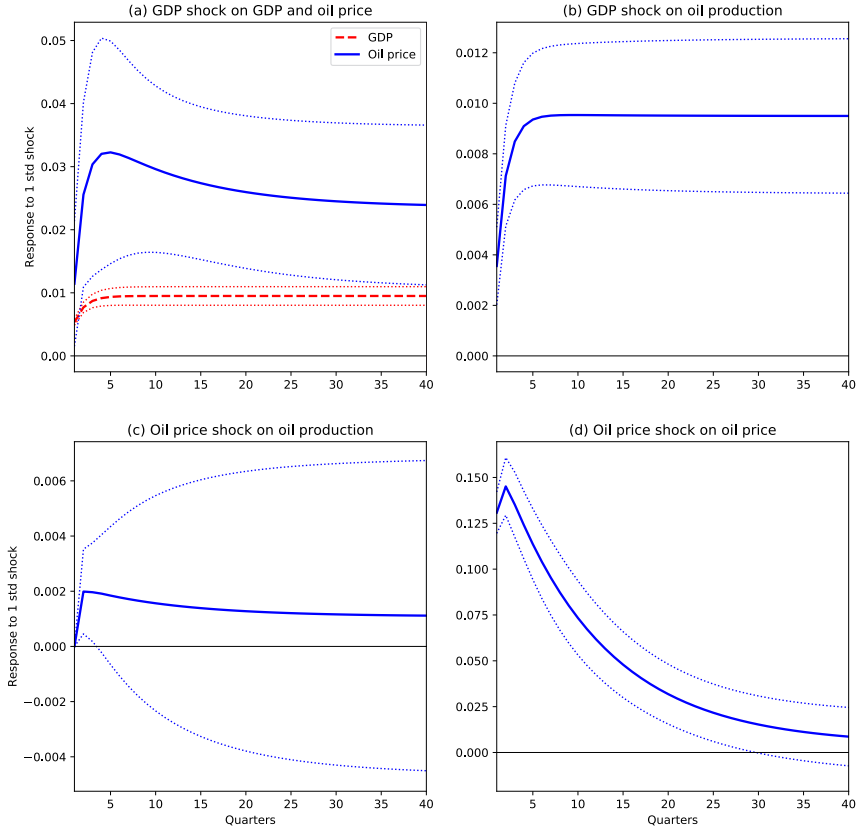 (a) GDP shock on GDP and oil price
GDP
Oil price
Response to 1 std shock
0.05
0.04
0.03
0.02
0.01
0.00
5 10 15 20 25 30 35 40
(b) GDP shock on oil production
0.012
0.010
0.008
0.006
0.004
0.002
0.000
5 10 15 20 25 30 35 40
(c) Oil price shock on oil production
Response to 1 std shock
0.006
0.004
0.002
0.000
−0.002
−0.004
5 10 15 20 25 30 35 40
Quarters
(d) Oil price shock on oil price
0.150
0.125
0.100
0.075
0.050
0.025
0.000
5 10 15 20 25 30 35 40
Quarters